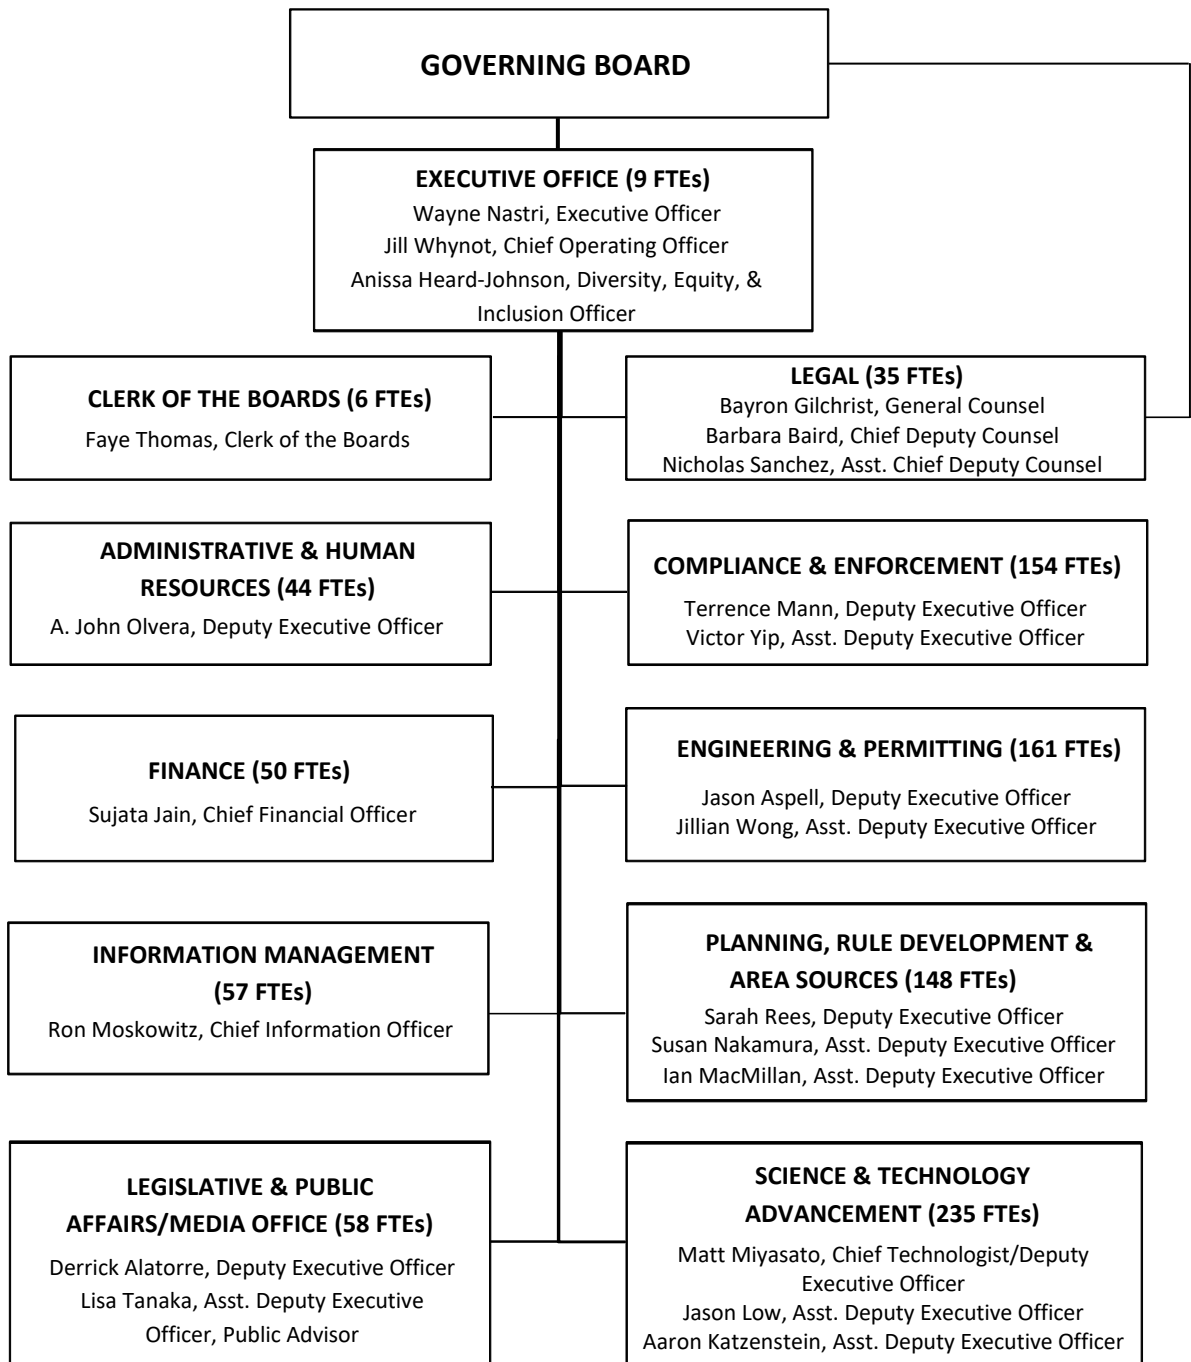 GOVERNING BOARD
EXECUTIVE OFFICE (9 FTEs)
Wayne Nastri, Executive Officer
Jill Whynot, Chief Operating Officer
Anissa Heard-Johnson, Diversity, Equity, &
Inclusion Officer
CLERK OF THE BOARDS (6 FTEs)
Faye Thomas, Clerk of the Boards
LEGAL (35 FTEs)
Bayron Gilchrist, General Counsel
Barbara Baird, Chief Deputy Counsel
Nicholas Sanchez, Asst. Chief Deputy Counsel
ADMINISTRATIVE & HUMAN
RESOURCES (44 FTEs)
A. John Olvera, Deputy Executive Officer
COMPLIANCE & ENFORCEMENT (154 FTEs)
Terrence Mann, Deputy Executive Officer
Victor Yip, Asst. Deputy Executive Officer
FINANCE (50 FTEs)
Sujata Jain, Chief Financial Officer
ENGINEERING & PERMITTING (161 FTEs)
Jason Aspell, Deputy Executive Officer
Jillian Wong, Asst. Deputy Executive Officer
INFORMATION MANAGEMENT
(57 FTEs)
Ron Moskowitz, Chief Information Officer
PLANNING, RULE DEVELOPMENT &
AREA SOURCES (148 FTEs)
Sarah Rees, Deputy Executive Officer
Susan Nakamura, Asst. Deputy Executive Officer
Ian MacMillan, Asst. Deputy Executive Officer
LEGISLATIVE & PUBLIC
AFFAIRS/MEDIA OFFICE (58 FTEs)
Derrick Alatorre, Deputy Executive Officer
Lisa Tanaka, Asst. Deputy Executive
Officer, Public Advisor
SCIENCE & TECHNOLOGY
ADVANCEMENT (235 FTEs)
Matt Miyasato, Chief Technologist/Deputy
Executive Officer
Jason Low, Asst. Deputy Executive Officer
Aaron Katzenstein, Asst. Deputy Executive Officer